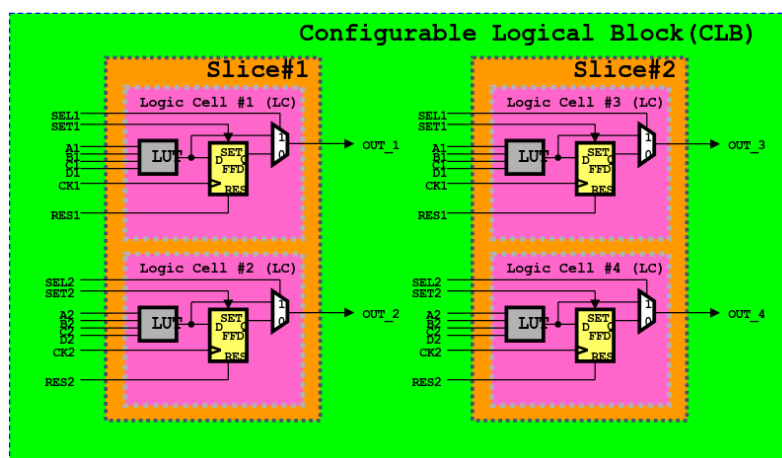 Configurable Logical Block(CLB)
Slice#1
Logic Cell #1 (LC)
SEL1
SET1
A1
B1
C1
D1
CK1
RES1
LUT
SET
D Q
FFD
RES
1
0
OUT_1
Logic Cell #2 (LC)
SEL2
SET2
A2
B2
C2
D2
CK2
RES2
LUT
SET
D Q
FFD
RES
1
0
OUT_2
Slice#2
Logic Cell #3 (LC)
SEL1
SET1
A1
B1
C1
D1
CK1
RES1
LUT
SET
D Q
FFD
RES
1
0
OUT_3
Logic Cell #4 (LC)
SEL2
SET2
A2
B2
C2
D2
CK2
RES2
LUT
SET
D Q
FFD
RES
1
0
OUT_4